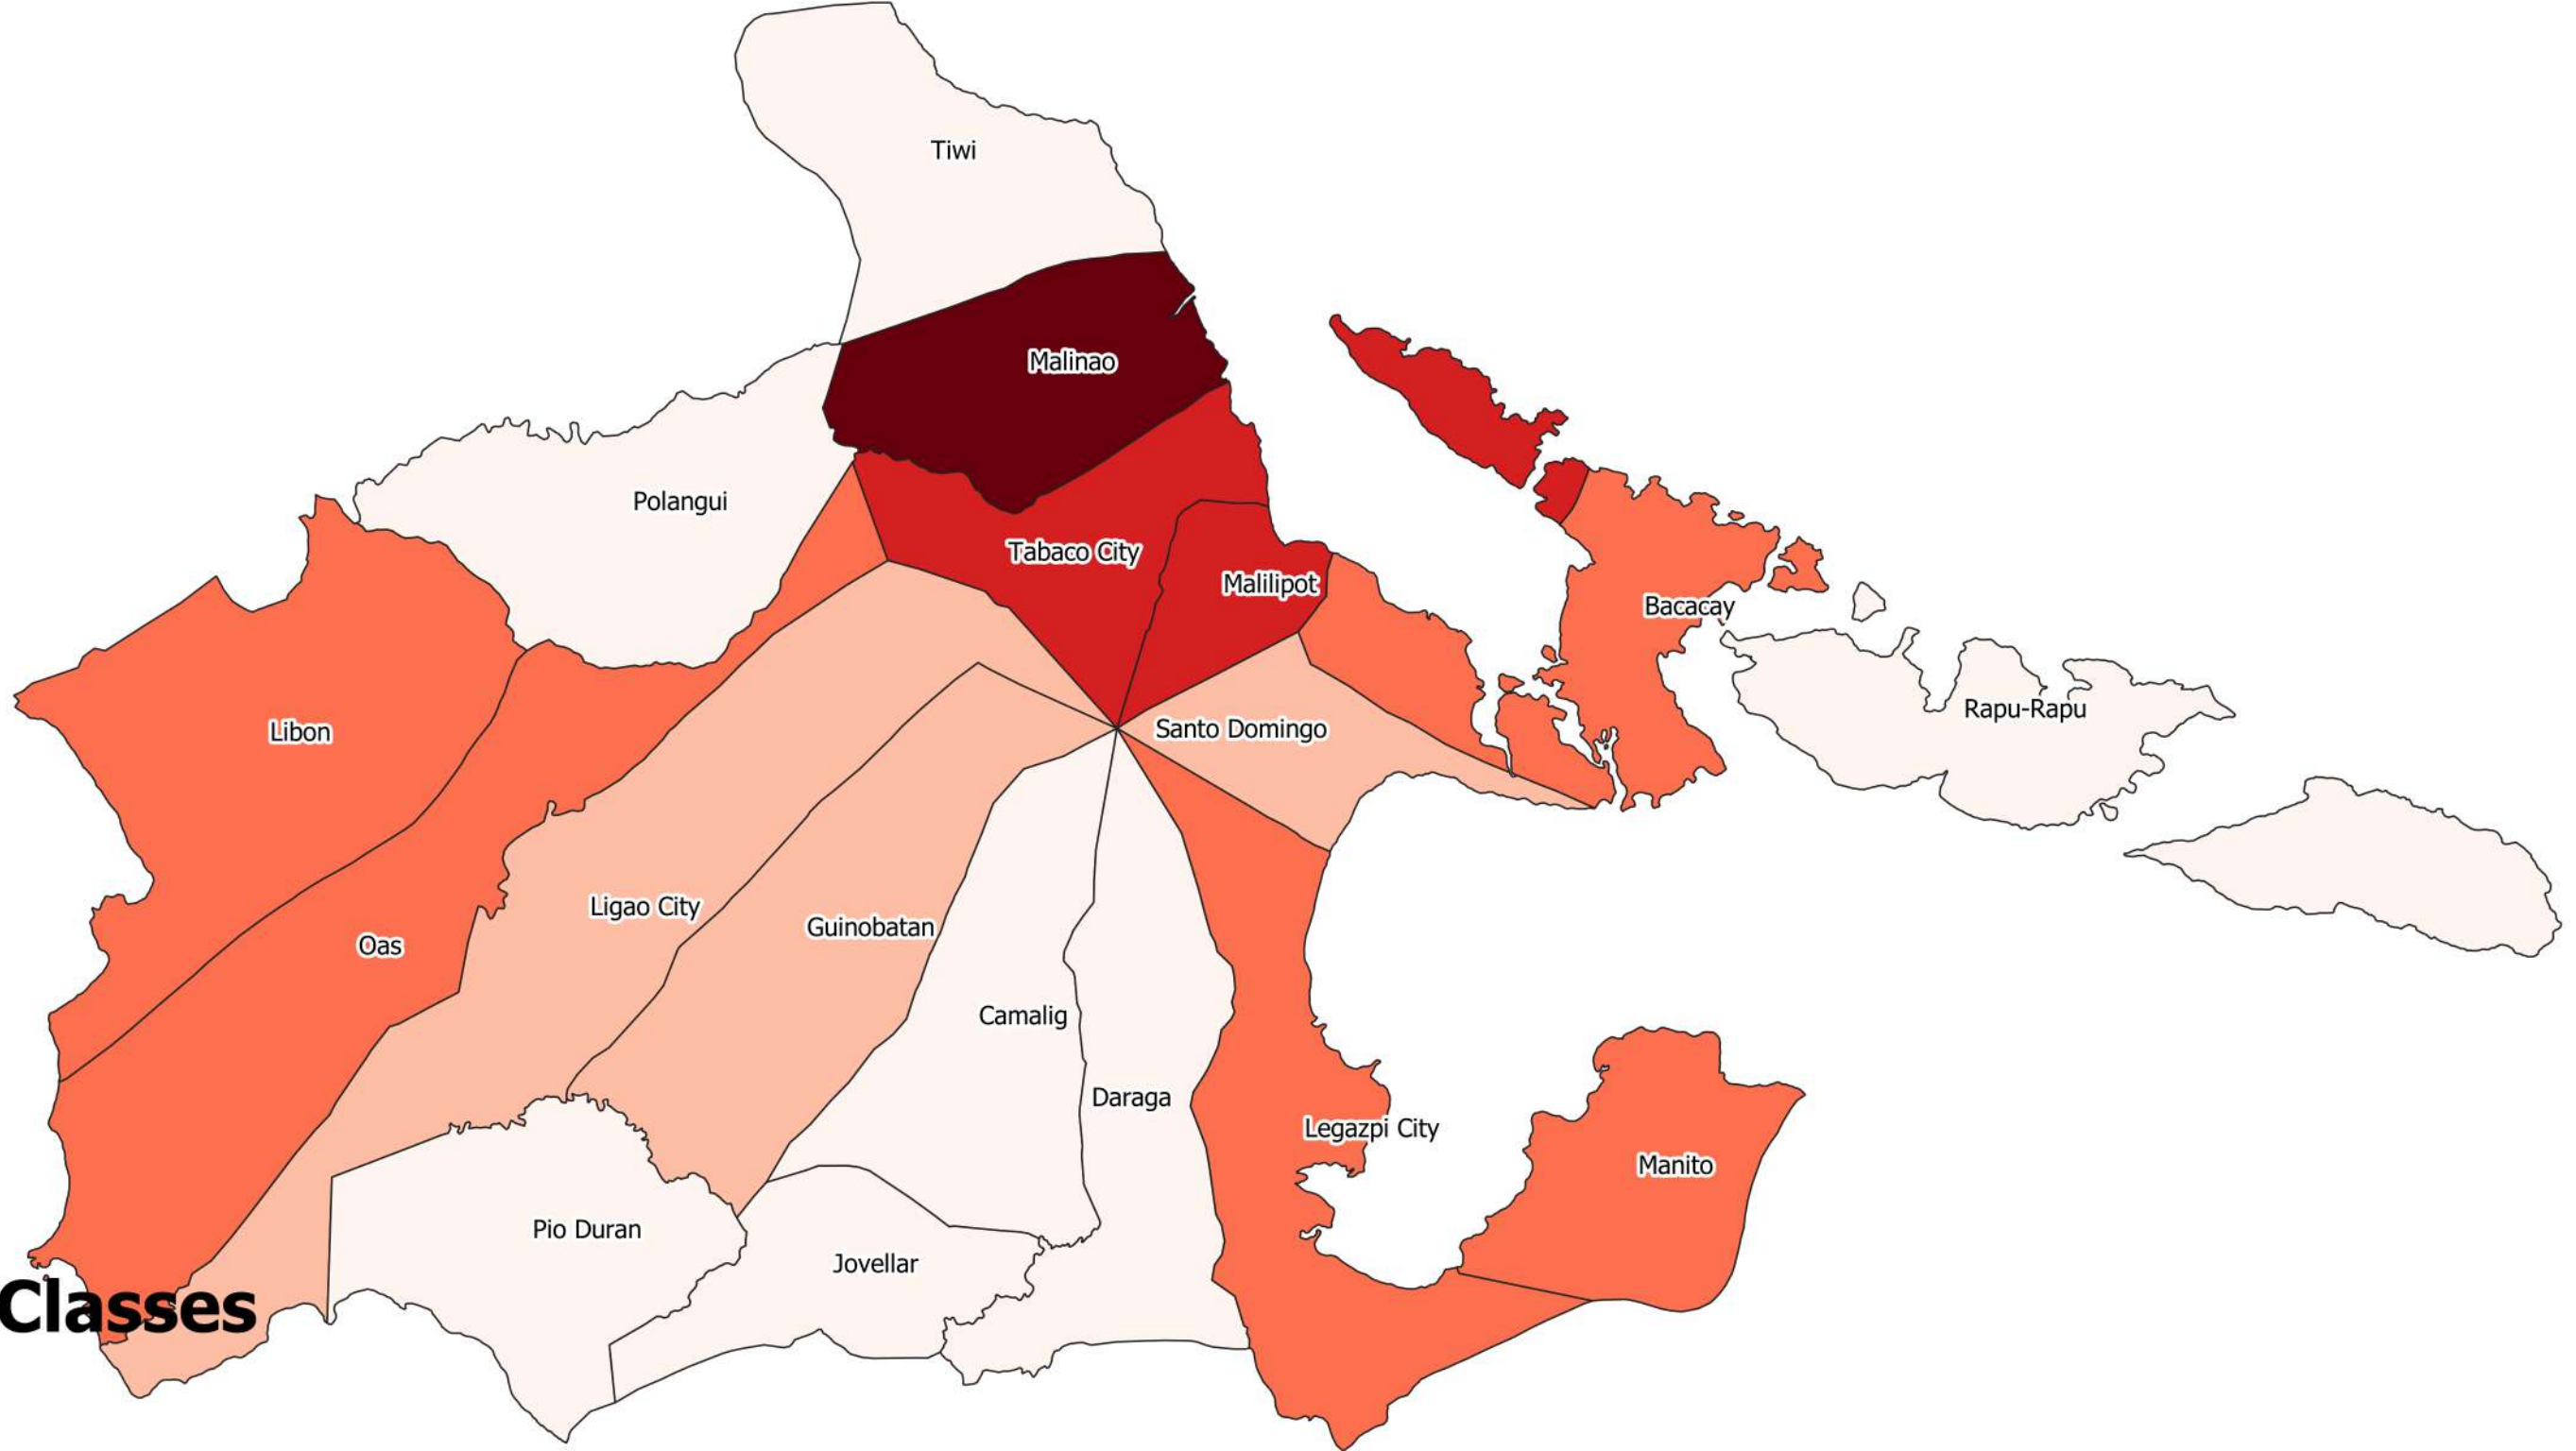 Tiwi
Malinao
Polangui
Tabaco City
Malilipot
Bacacay
Rapu-Rapu
Libon
Santo Domingo
Ligao City
Guinobatan
Oas
Camalig
Daraga
Legazpi City
Manito
Pio Duran
Jovellar
Classes